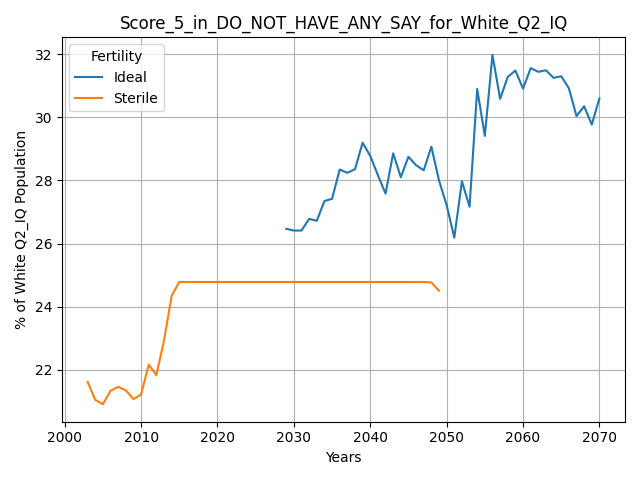 Score_5_in_DO_NOT_HAVE_ANY_SAY_for_White_Q2_IQ
Fertility
Ideal
Sterile
% of White Q2_IQ Population
32
30
28
26
24
22
2000 2010 2020 2030 2040 2050 2060 2070
Years